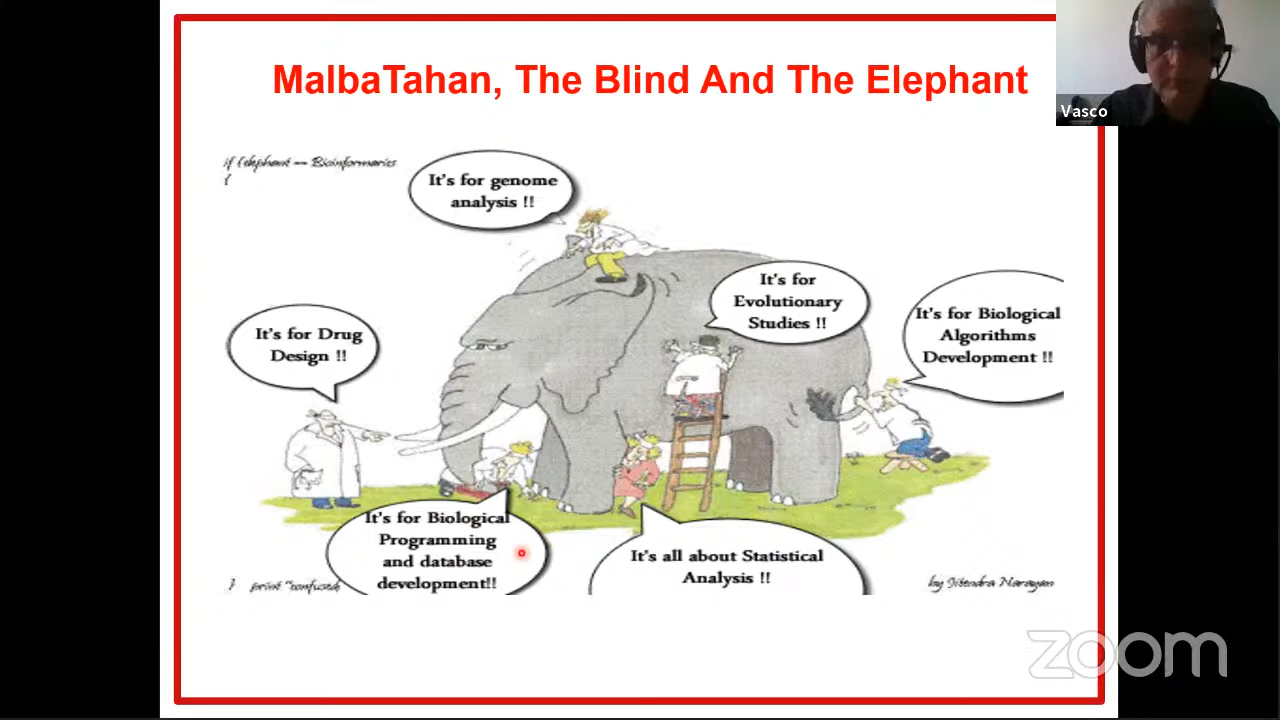 MalbaTahan, The Blind And The Elephant
Vasco
if (elephant == Bioinformatics
{
It's for genome
analysis !!
It's for
Evolutionary
Studies !!
It's for Biological
Algorithms
Development !!
It's for Drug
Design !!
It's for Biological
Programming
and database
development!!
It's all about Statistical
Analysis !!
} print "confused
by Jitendra Narayan
zoom